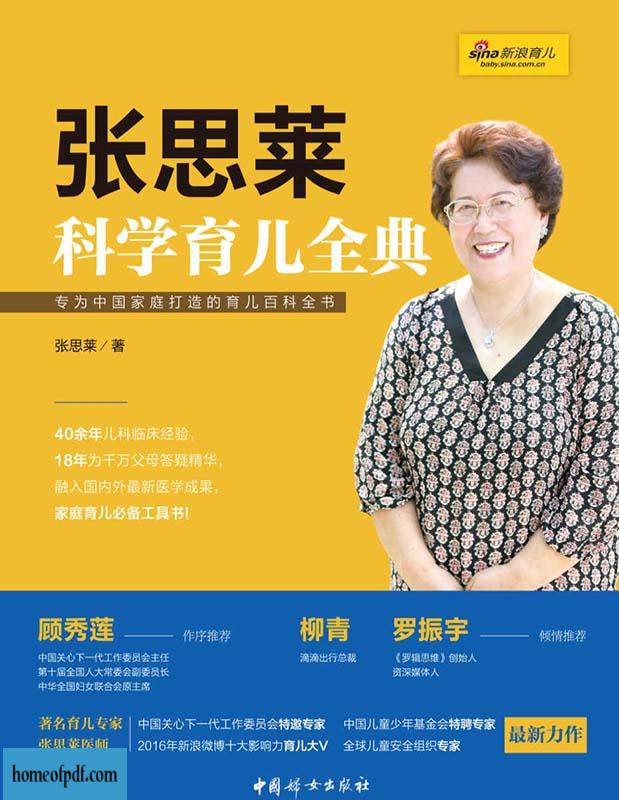 sina新浪育儿
baby.sina.com.cn
张思莱
科学育儿全典
专为中国家庭打造的育儿百科全书
张思莱/著
40余年儿科临床经验,
18年为千万父母答疑精华,
融入国内外最新医学成果,
家庭育儿必备工具书!
顾秀莲 作序推荐
中国关心下一代工作委员会主任
第十届全国人大常委会副委员长
中华全国妇女联合会原主席
柳青
滴滴出行总裁
罗振宇 倾情推荐
《罗辑思维》创始人
资深媒体人
著名育儿专家
张思莱医师
中国关心下一代工作委员会特邀专家
2016年新浪微博十大影响力育儿大V
中国儿童少年基金会特聘专家
全球儿童安全组织专家
最新力作
homeofpdf.com
中国妇女出版社